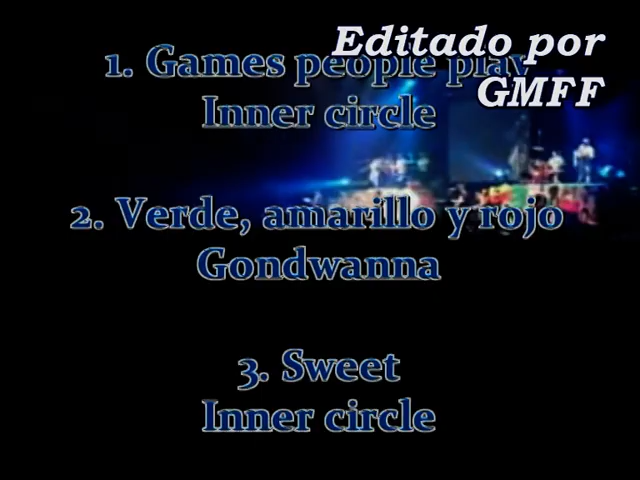 Editado por
GMFF
1. Games people play
Inner circle
2. Verde, amarillo y rojo
Gondwanna
3. Sweet
Inner circle